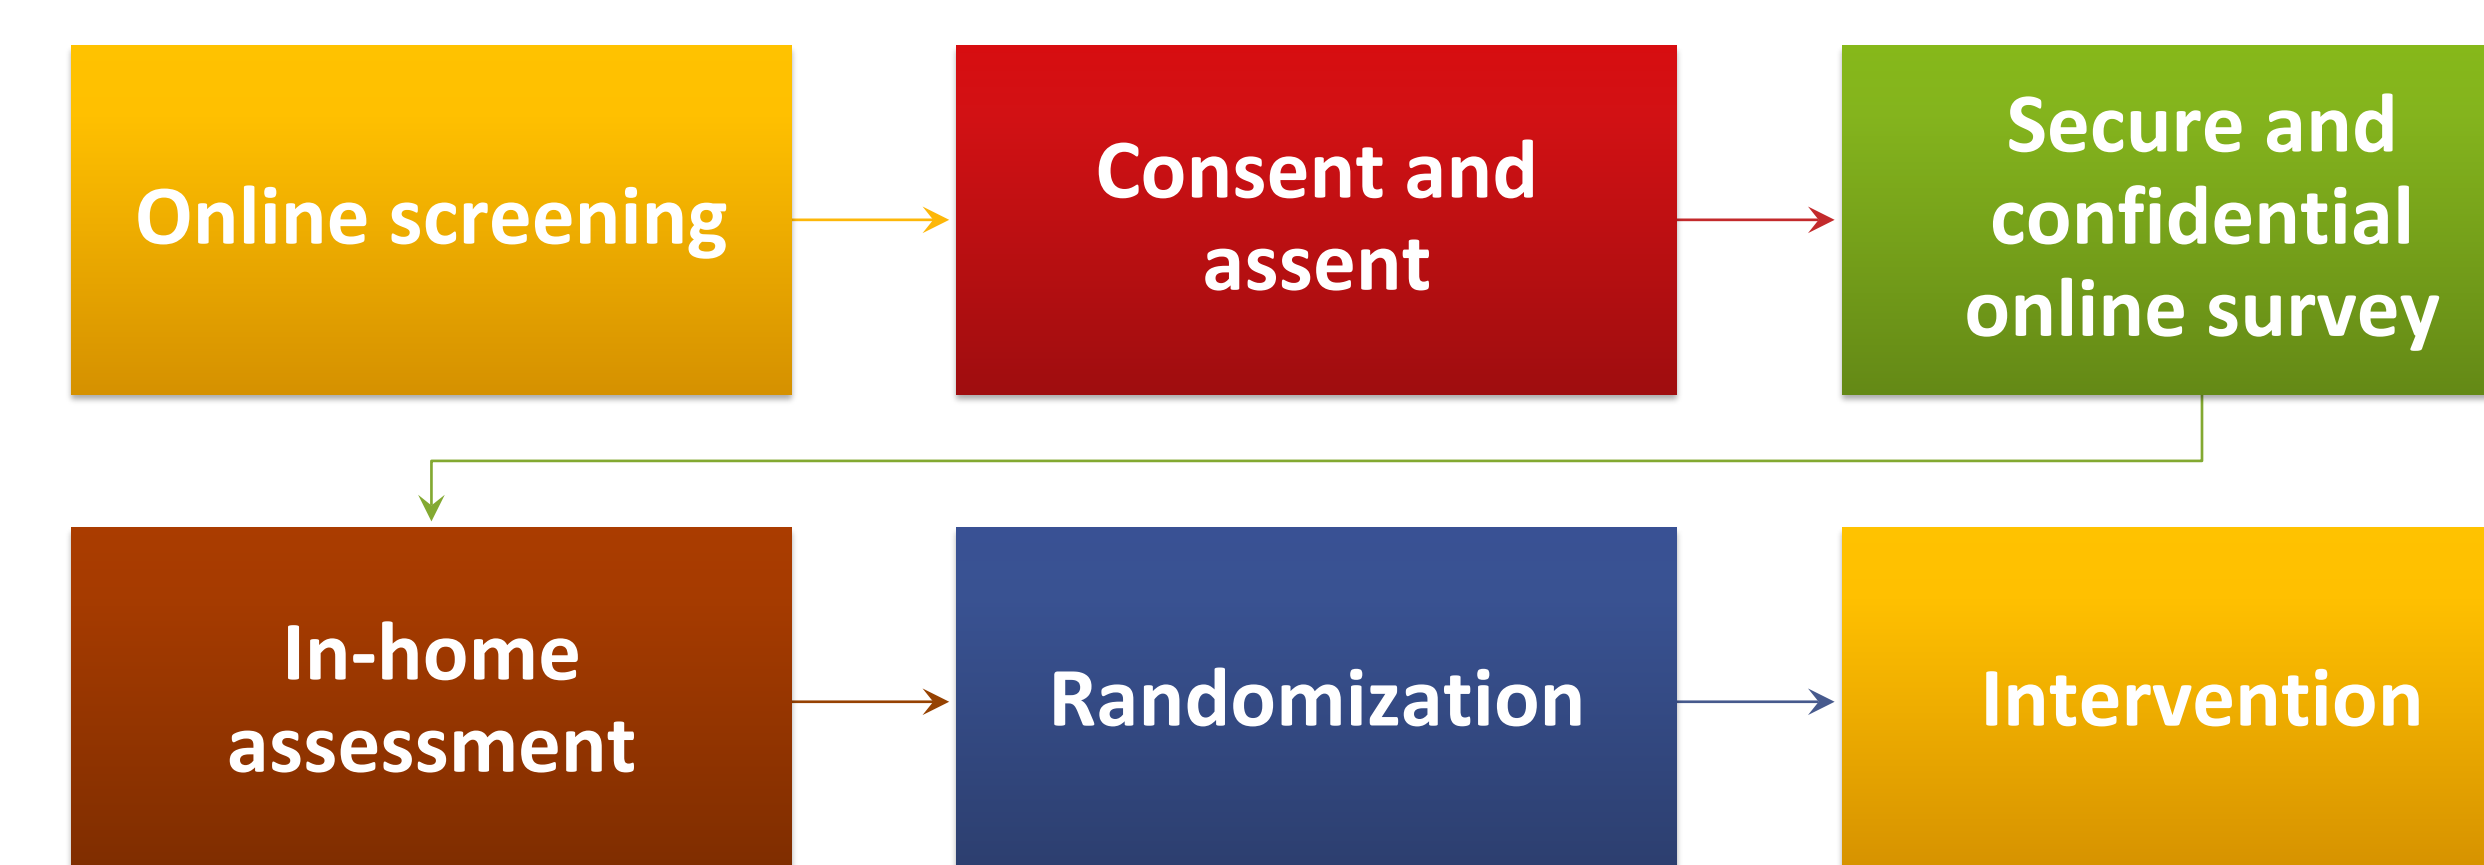 Online screening
Consent and
assent
Secure and
confidential
online survey
In-home
assessment
Randomization
Intervention